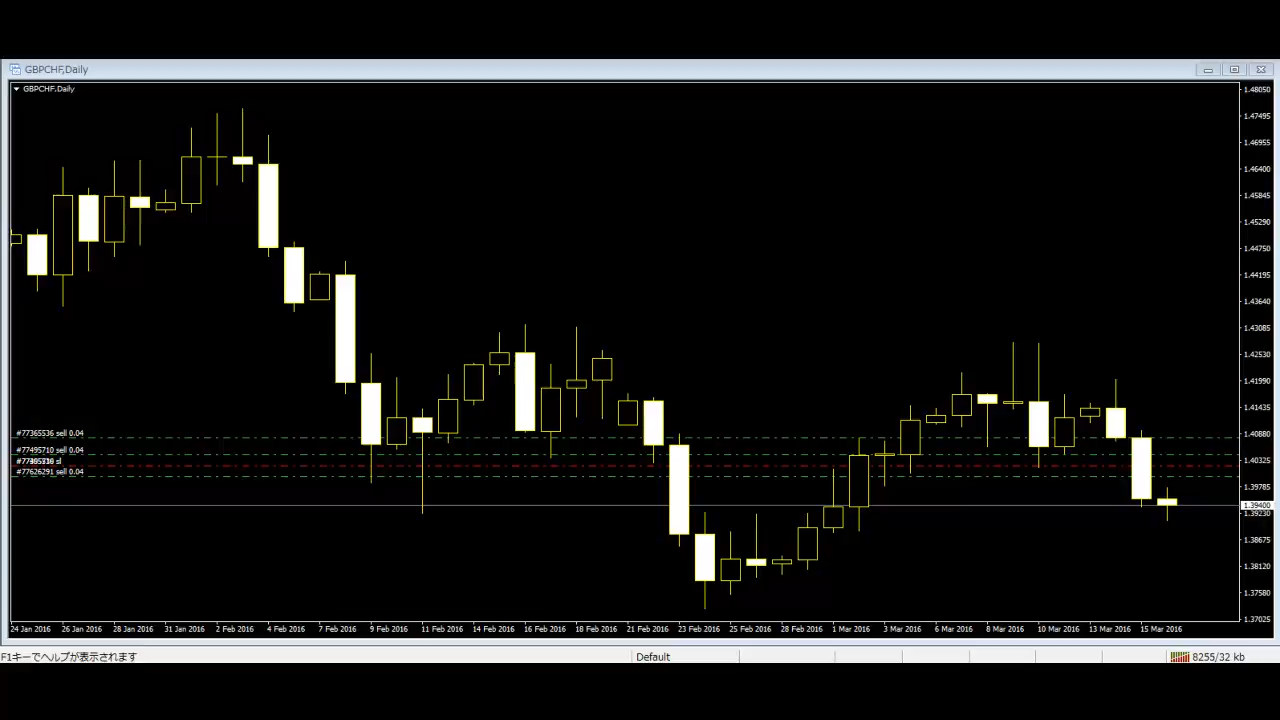 GBPCHF,Daily
GBPCHF,Daily
1.48050
1.47495
1.46955
1.46400
1.45845
1.45290
1.44750
1.44195
1.43640
1.43085
1.42530
1.41990
1.41435
1.40880
1.40325
1.39785
1.39400
1.39230
1.38675
1.38120
1.37580
1.37025
#77365536 sell 0.04
#77495710 sell 0.04
sl
#77626291 sell 0.04
24 Jan 2016 26 Jan 2016 28 Jan 2016 31 Jan 2016 2 Feb 2016 4 Feb 2016 7 Feb 2016 9 Feb 2016 11 Feb 2016 14 Feb 2016 16 Feb 2016 18 Feb 2016 21 Feb 2016 23 Feb 2016 25 Feb 2016 28 Feb 2016 1 Mar 2016 3 Mar 2016 6 Mar 2016 8 Mar 2016 10 Mar 2016 13 Mar 2016 15 Mar 2016
F1キーでヘルプが表示されます Default 8255/32 kb